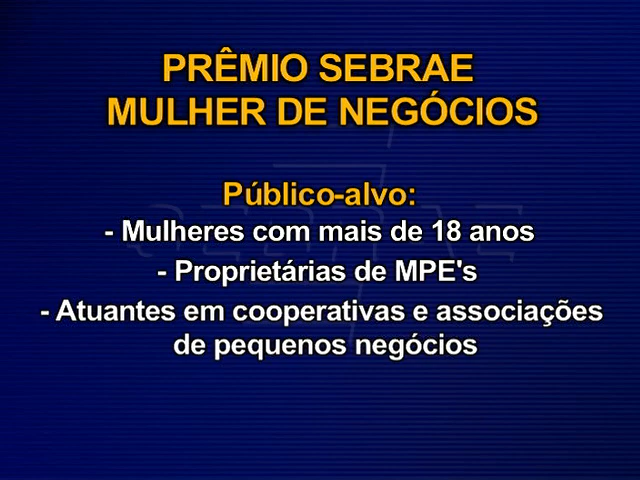 PRÊMIO SEBRAE
MULHER DE NEGÓCIOS
Público-alvo:
- Mulheres com mais de 18 anos
- Proprietárias de MPE's
- Atuantes em cooperativas e associações
de pequenos negócios
SEBRAE